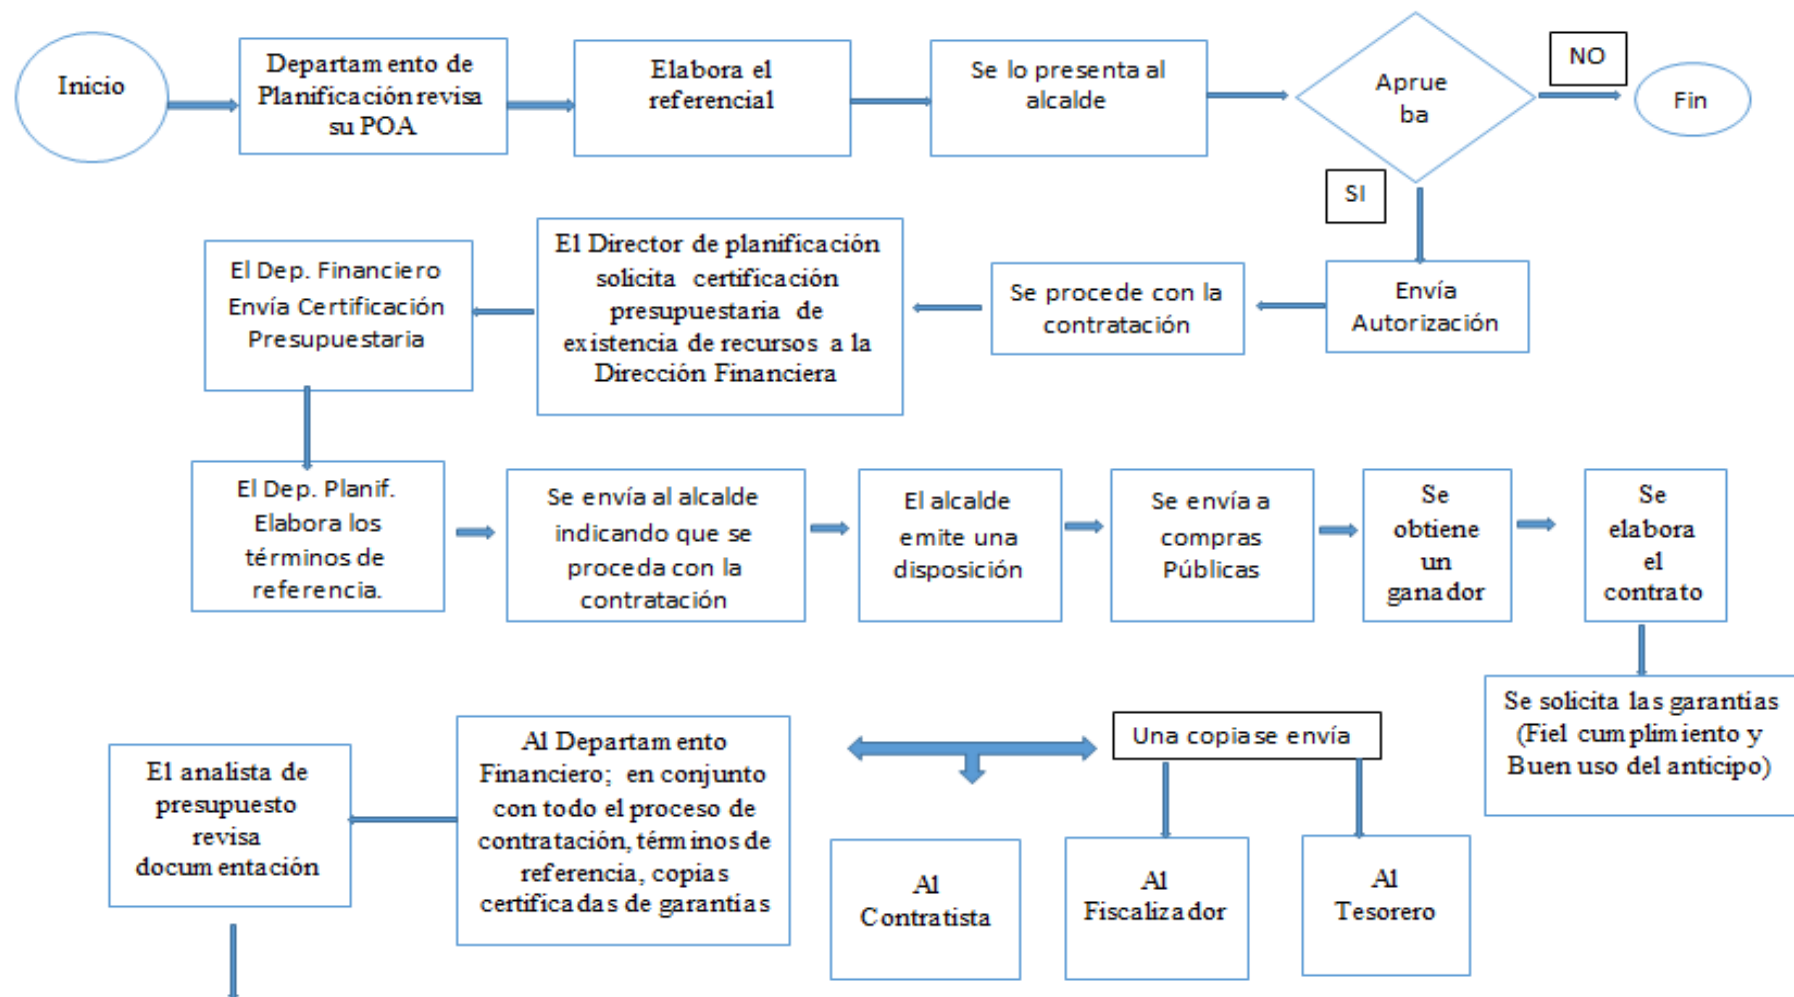 Inicio
Departamento de
Planificación revisa
su POA
Elabora el
referencial
Se lo presenta al
alcalde
Aprue
ba
NO
Fin
SI
Envía
Autorización
Se procede con la
contratación
El Director de planificación
solicita certificación
presupuestaria de
existencia de recursos a la
Dirección Financiera
El Dep. Financiero
Envía Certificación
Presupuestaria
El Dep. Planif.
Elabora los
términos de
referencia.
Se envía al alcalde
indicando que se
proceda con la
contratación
El alcalde
emite una
disposición
Se envía a
compras
Públicas
Se
obtiene
un
ganador
Se
elabora
el
contrato
Se solicita las garantías
(Fiel cumplimiento y
Buen uso del anticipo)
Una copiase envía
Al
Contratista
Al
Fiscalizador
Al
Tesorero
Al Departamento
Financiero; en conjunto
con todo el proceso de
contratación, términos de
referencia, copias
certificadas de garantías
El analista de
presupuesto
revisa
documentación